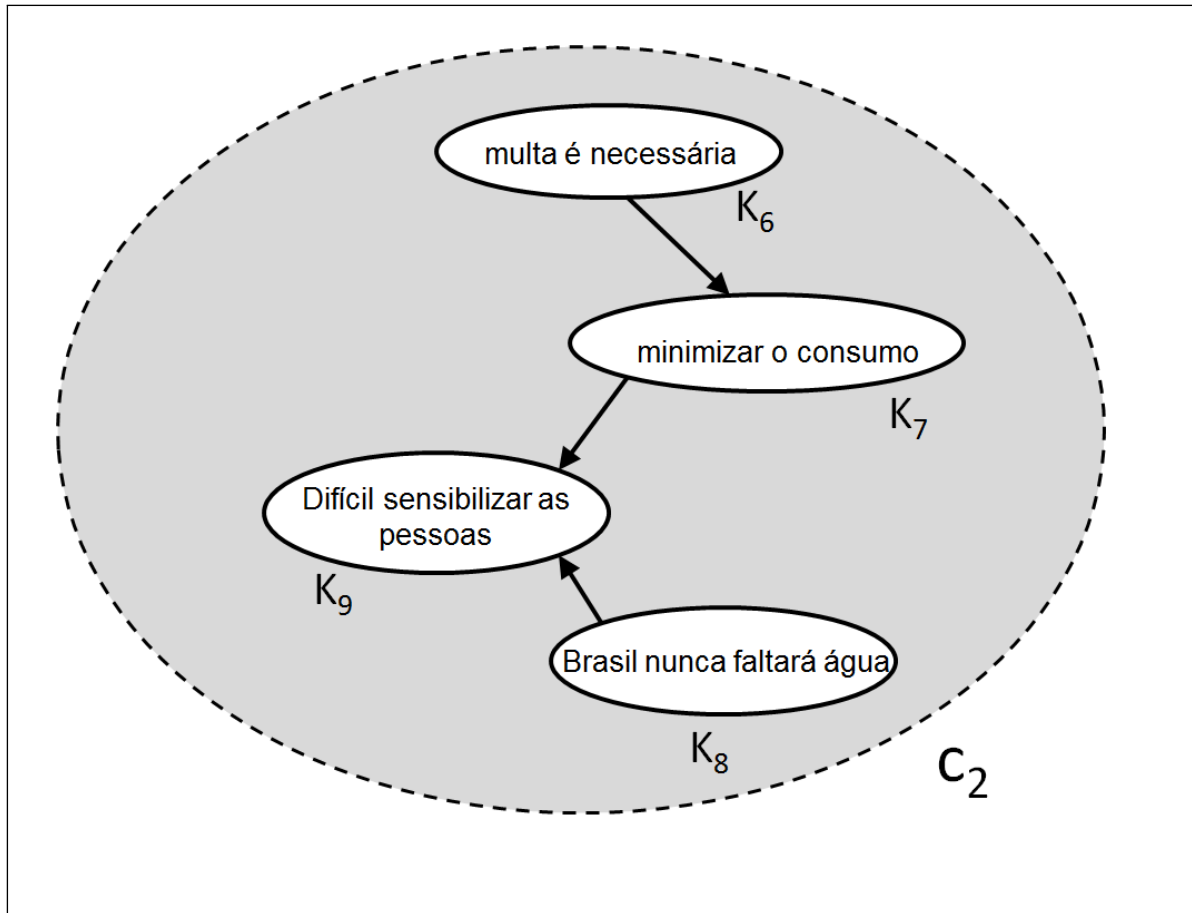 multa é necessária
K6
minimizar o consumo
K7
Difícil sensibilizar as
pessoas
K9
Brasil nunca faltará água
K8
c2